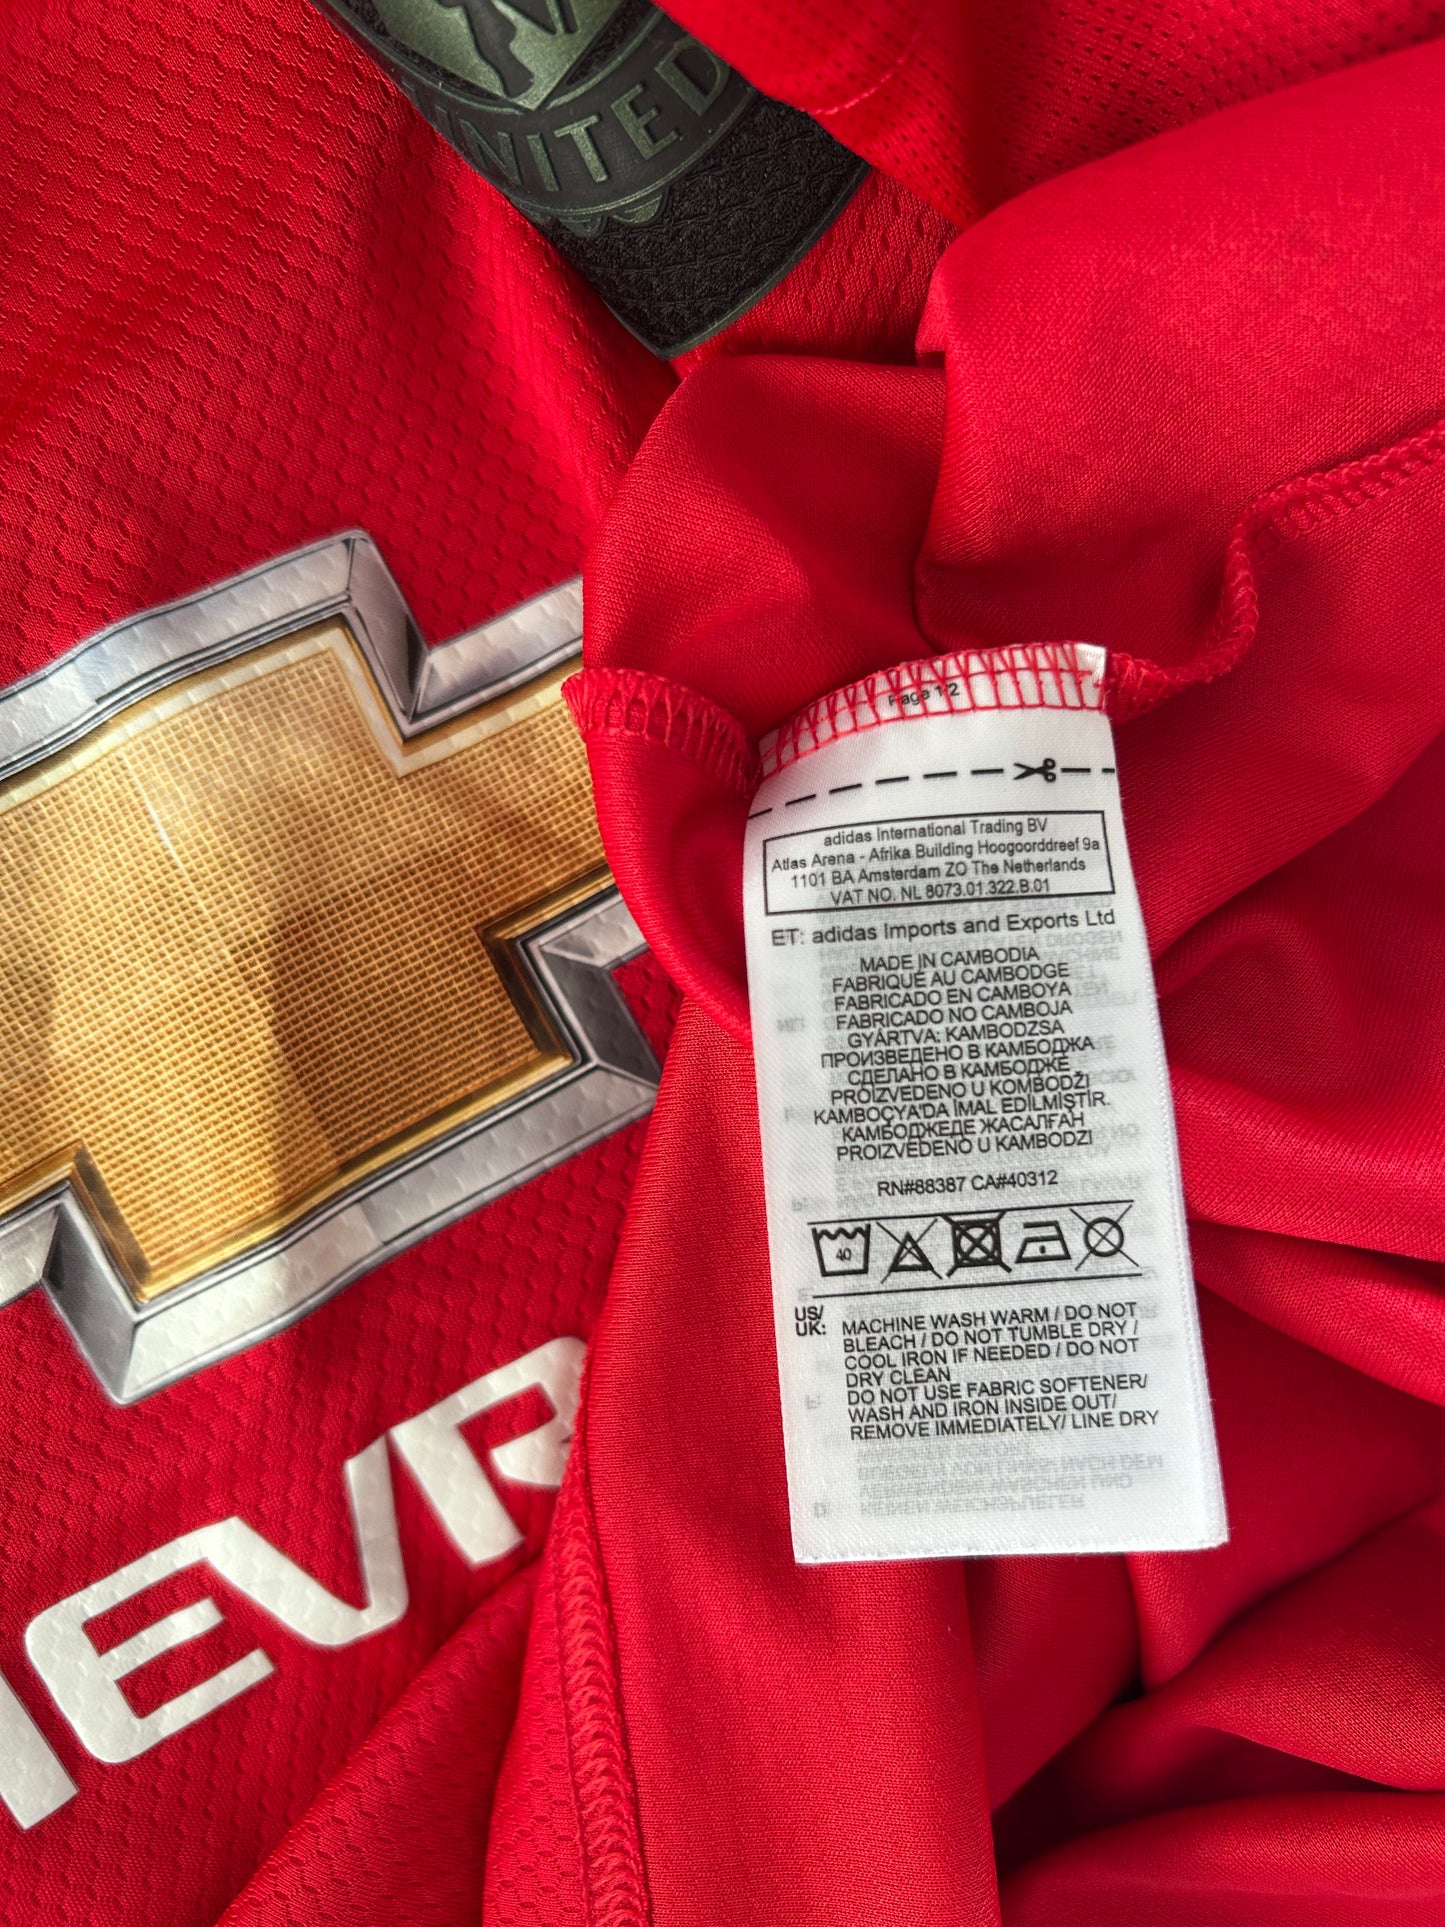 UNITED
Page 1/2
adidas International Trading BV
Atlas Arena - Afrika Building Hoogoorddreef 9a
1101 BA Amsterdam ZO The Netherlands
VAT NO. NL 8073.01.322.B.01
ET: adidas Imports and Exports Ltd
MADE IN CAMBODIA
FABRIQUÉ AU CAMBODGE
FABRICADO EN CAMBOYA
FABRICADO NO CAMBOJA
GYÁRTVA: KAMBODZSA
ПРОИЗВЕДЕНО В КАМБОДЖА
СДЕЛАНО В КАМБОДЖЕ
PROIZVEDENO U KOMBODŽI
KAMBOÇYA'DA İMAL EDİLMİŞTİR.
КАМБОДЖЕДЕ ЖАСАЛҒАН
PROIZVEDENO U KAMBODZI
RN#88387 CA#40312
40
US/
UK: MACHINE WASH WARM / DO NOT
BLEACH / DO NOT TUMBLE DRY /
COOL IRON IF NEEDED / DO NOT
DRY CLEAN
DO NOT USE FABRIC SOFTENER/
WASH AND IRON INSIDE OUT/
REMOVE IMMEDIATELY/ LINE DRY
HEVR